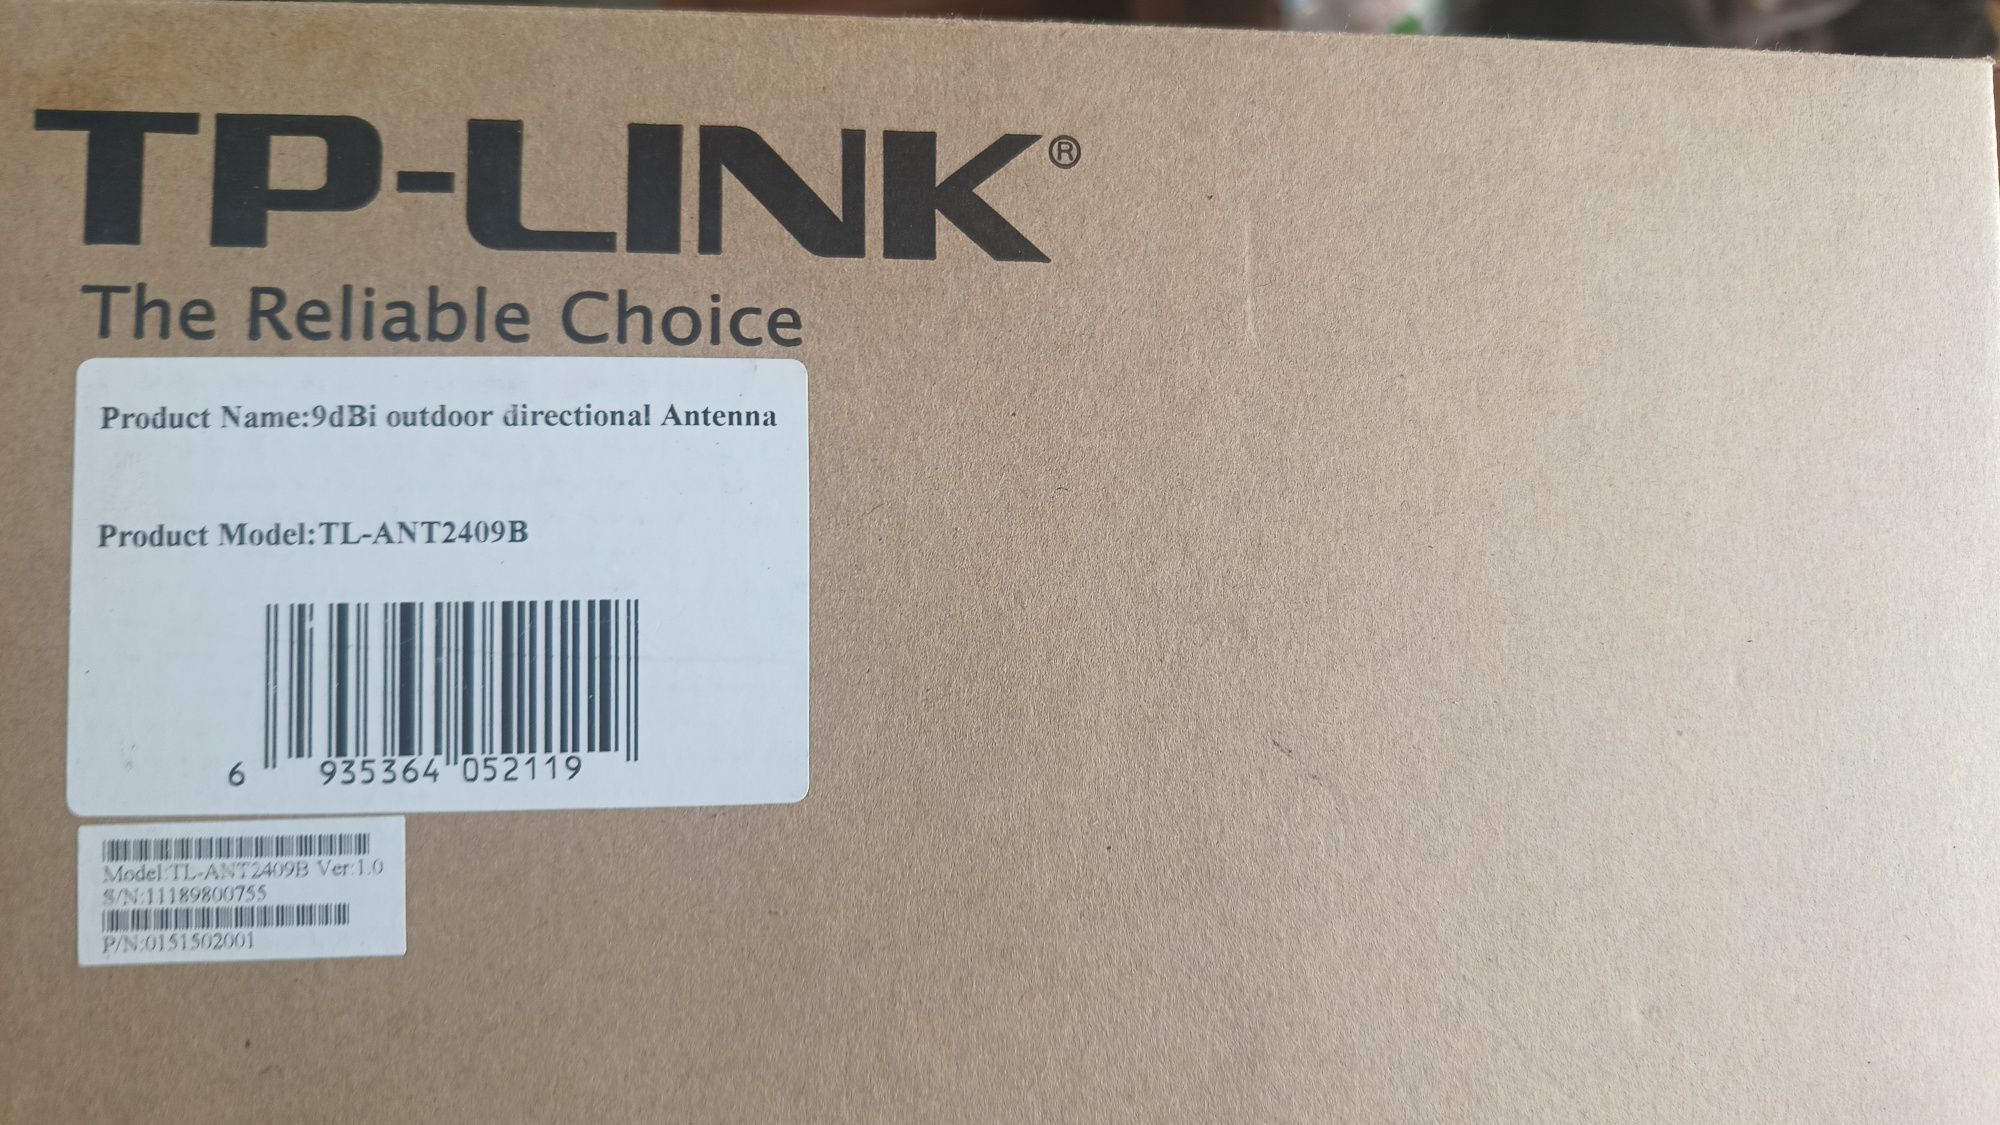 TP-LINK®
The Reliable Choice
Product Name:9dBi outdoor directional Antenna
Product Model:TL-ANT2409B
6 935364 052119
Model:TL-ANT2409B Ver:1.0
S/N:11189800755
P/N:0151502001